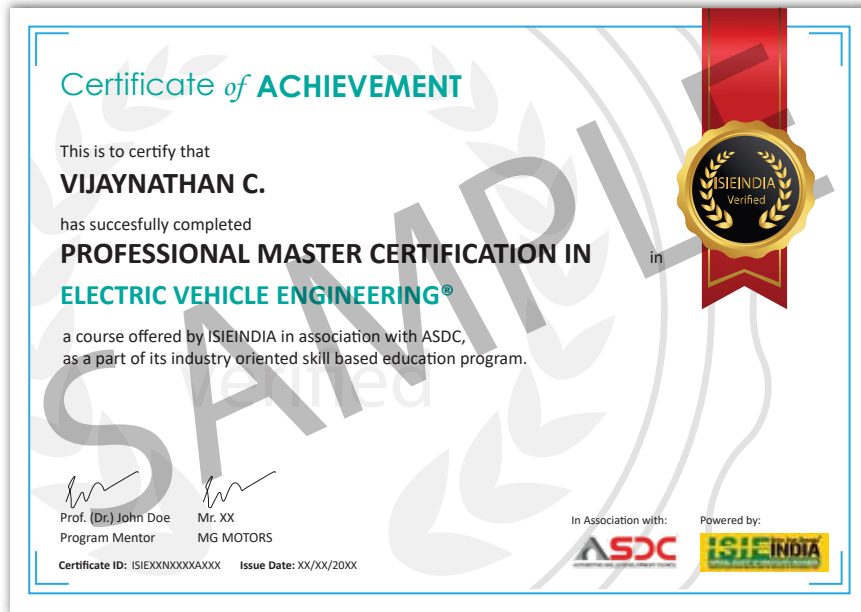 Certificate of ACHIEVEMENT
This is to certify that
VIJAYNATHAN C.
has succesfully completed
PROFESSIONAL MASTER CERTIFICATION IN in
ELECTRIC VEHICLE ENGINEERING®
a course offered by ISIEINDIA in association with ASDC,
as a part of its industry oriented skill based education program.
ISIEINDIA
Verified
Verified
SAMPLE
Prof. (Dr.) John Doe
Program Mentor
Mr. XX
MG MOTORS
Certificate ID: ISIEXXNXXXXAXXX Issue Date: XX/XX/20XX
In Association with:
ASDC
Powered by:
ISIEINDIA